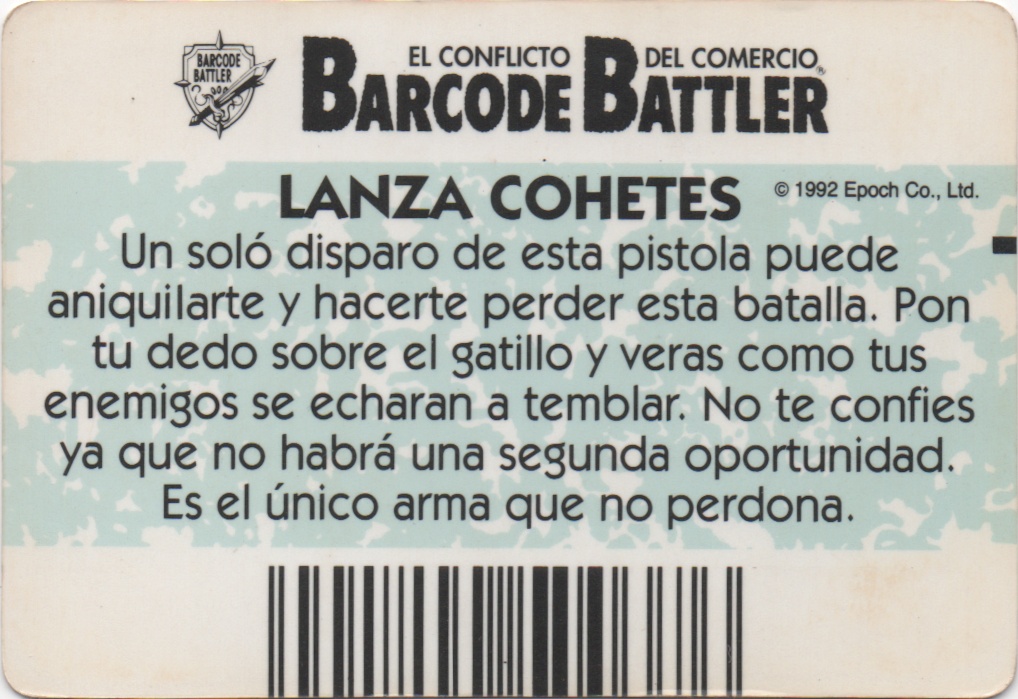 BARCODE
BATTLER
EL CONFLICTO DEL COMERCIO®
BARCODE BATTLER
LANZA COHETES
© 1992 Epoch Co., Ltd.
Un soló disparo de esta pistola puede
aniquilarte y hacerte perder esta batalla. Pon
tu dedo sobre el gatillo y veras como tus
enemigos se echaran a temblar. No te confies
ya que no habrá una segunda oportunidad.
Es el único arma que no perdona.